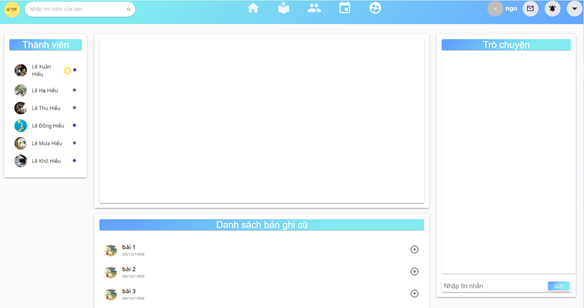 Nhập tìm kiếm của bạn
ngo
Thành viên
Lê Xuân
Hiếu
Lê Hạ Hiếu
Lê Thu Hiếu
Lê Đông Hiếu
Lê Mưa Hiếu
Lê Khô Hiếu
Danh sách bản ghi cũ
bài 1
09/10/1999
bài 2
09/10/1999
bài 3
09/10/1999
Trò chuyện
Nhập tin nhắn
GỬI